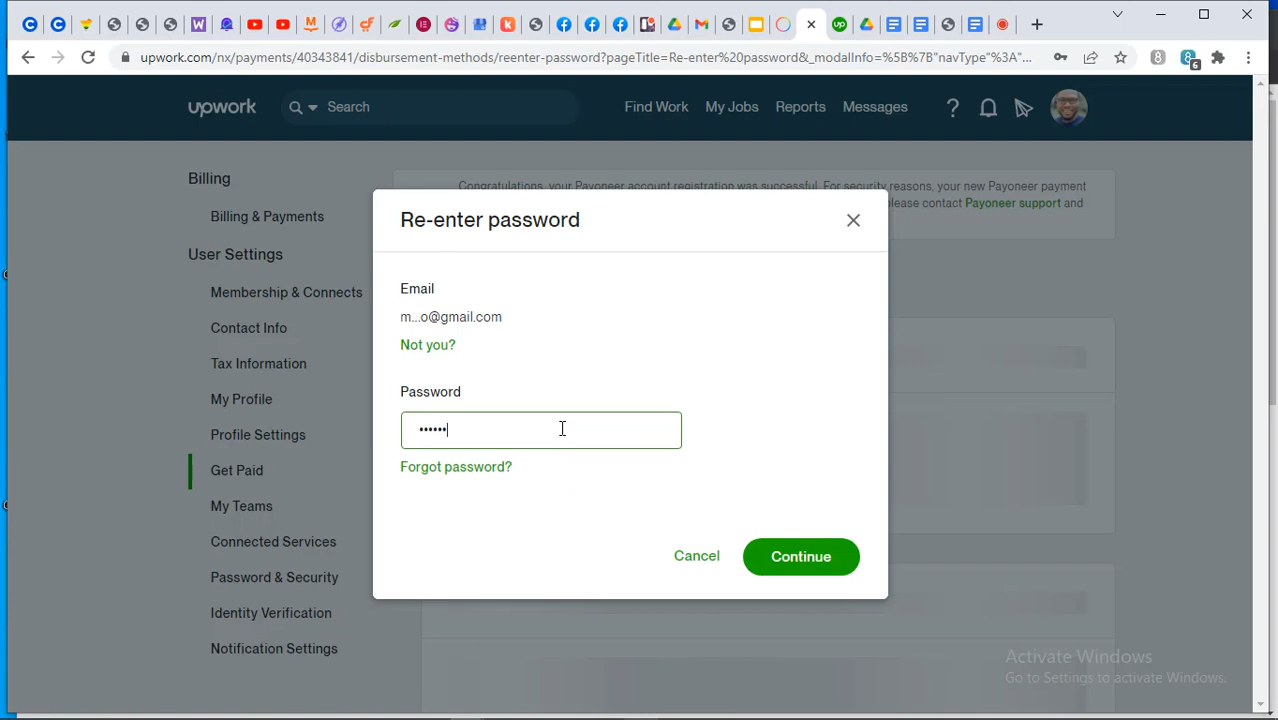 upwork.com/nx/payments/40343841/disbursement-methods/reenter-password?pageTitle=Re-enter%20password&_modalInfo=%5B%7B"navType"%3A"...
6
upwork
Search
Find Work
My Jobs
Reports
Messages
?
Billing
Billing & Payments
User Settings
Membership & Connects
Contact Info
Tax Information
My Profile
Profile Settings
Get Paid
My Teams
Connected Services
Password & Security
Identity Verification
Notification Settings
Congratulations, your Payoneer account registration was successful. For security reasons, your new Payoneer payment
please contact Payoneer support and
Re-enter password
Email
m...o@gmail.com
Not you?
Password
••••••
Forgot password?
Cancel
Continue
Activate Windows
Go to Settings to activate Windows.